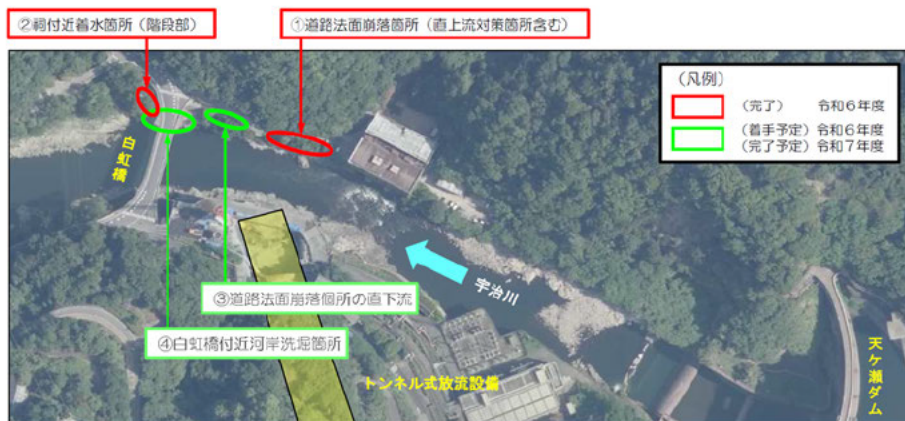 ②祠付近着水箇所（階段部）
①道路法面崩落箇所（直上流対策箇所含む）
（凡例）
（完了）　令和６年度
（着手予定）令和６年度
（完了予定）令和７年度
白虹橋
宇治川
③道路法面崩落個所の直下流
④白虹橋付近河岸洗堀箇所
トンネル式放流設備
天ケ瀬ダム